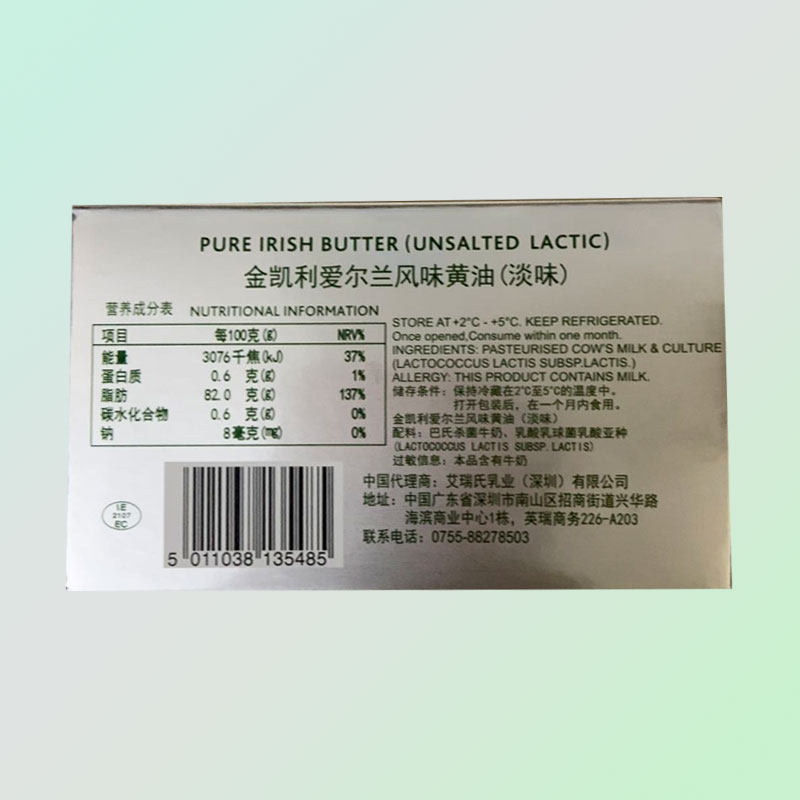 PURE IRISH BUTTER (UNSALTED LACTIC)
金凯利爱尔兰风味黄油(淡味)
营养成分表 NUTRITIONAL INFORMATION
项目 每100克(g) NRV%
能量 3076千焦(kJ) 37%
蛋白质 0.6 克(g) 1%
脂肪 82.0 克(g) 137%
碳水化合物 0.6 克(g) 0%
钠 8毫克(mg) 0%
STORE AT +2°C - +5°C. KEEP REFRIGERATED.
Once opened,Consume within one month.
INGREDIENTS: PASTEURISED COW'S MILK & CULTURE
(LACTOCOCCUS LACTIS SUBSP.LACTIS.)
ALLERGY: THIS PRODUCT CONTAINS MILK.
储存条件: 保持冷藏在2°C至5°C的温度中。
打开包装后, 在一个月内食用。
金凯利爱尔兰风味黄油 (淡味)
配料: 巴氏杀菌牛奶、乳酸乳球菌乳酸亚种
(LACTOCOCCUS LACTIS SUBSP. LACTIS)
过敏信息: 本品含有牛奶
中国代理商: 艾瑞氏乳业 (深圳) 有限公司
地址: 中国广东省深圳市南山区招商街道兴华路
海滨商业中心1栋, 英瑞商务226-A203
联系电话: 0755-88278503
I.E
2107
EC
5 011038 135485